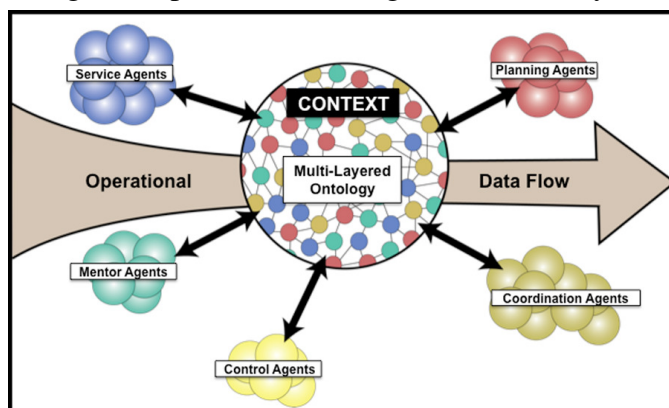 Service Agents
Planning Agents
CONTEXT
Multi-Layered
Ontology
Operational
Data Flow
Mentor Agents
Coordination Agents
Control Agents